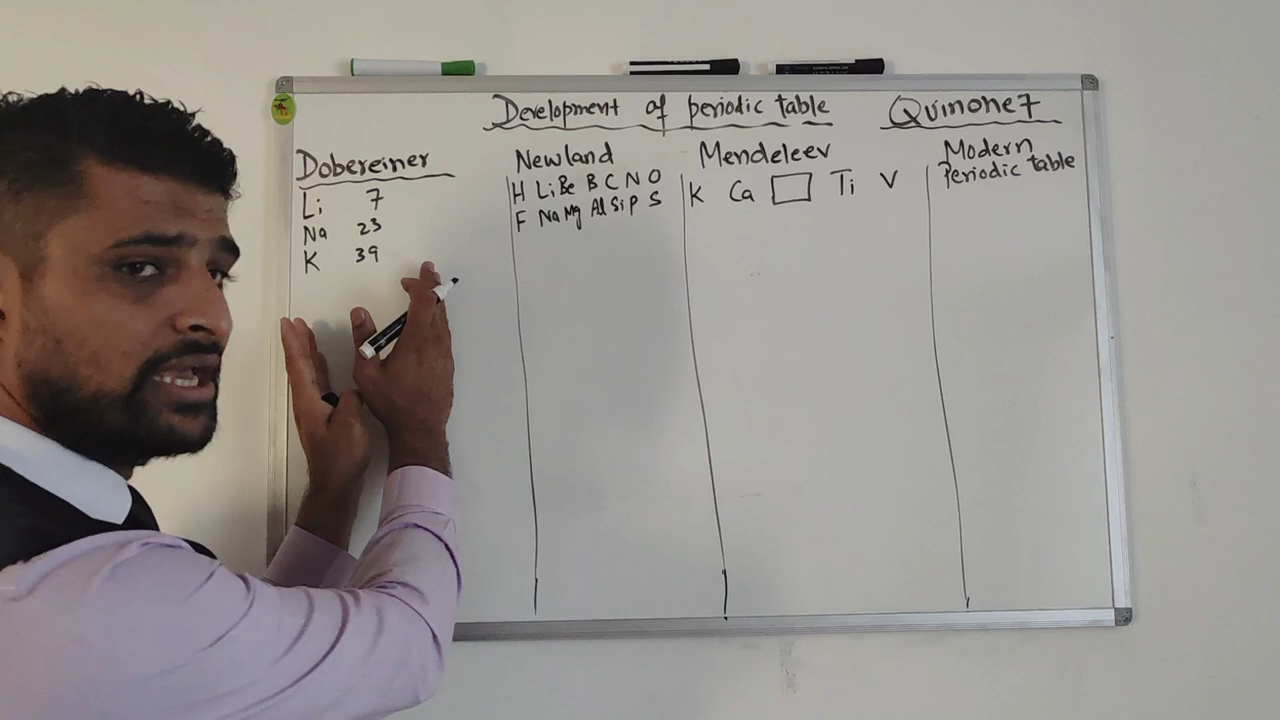 Development of periodic table
Quinone7
Dobereiner
Li 7
Na 23
K 39
Newland
H Li Be B C N O
F Na Mg Al Si P S
Mendeleev
K Ca Ti V
Modern
Periodic table